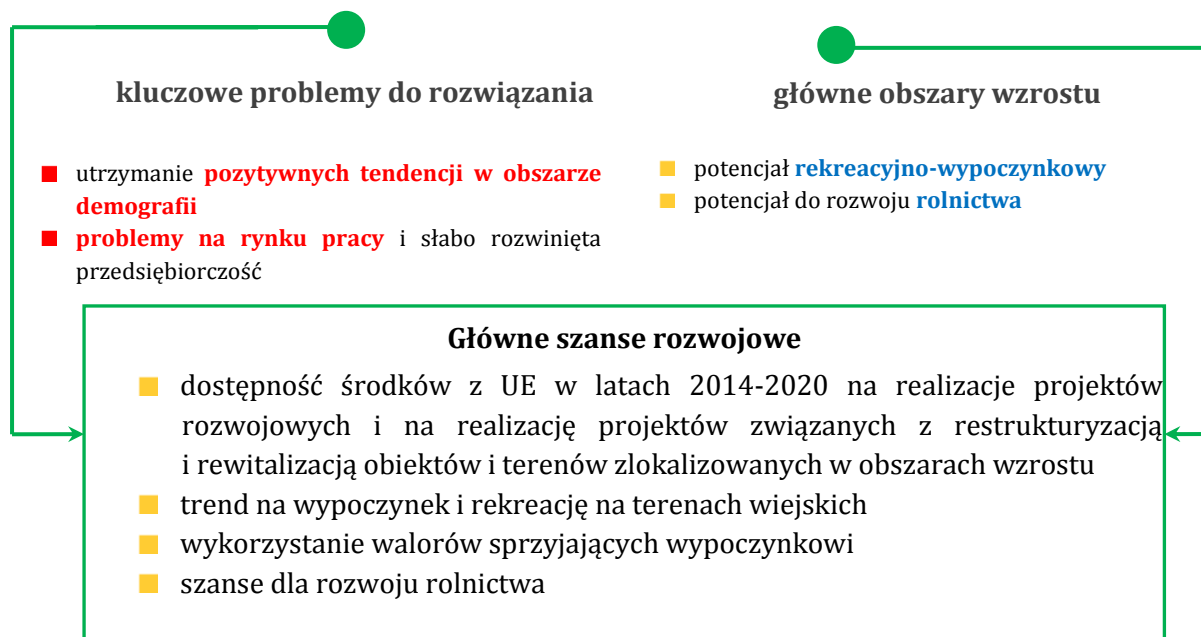 kluczowe problemy do rozwiązania
utrzymanie pozytywnych tendencji w obszarze
demografii
problemy na rynku pracy i słabo rozwinięta
przedsiębiorczość
główne obszary wzrostu
potencjał rekreacyjno-wypoczynkowy
potencjał do rozwoju rolnictwa
Główne szanse rozwojowe
dostępność środków z UE w latach 2014-2020 na realizacje projektów
rozwojowych i na realizację projektów związanych z restrukturyzacją
i rewitalizacją obiektów i terenów zlokalizowanych w obszarach wzrostu
trend na wypoczynek i rekreację na terenach wiejskich
wykorzystanie walorów sprzyjających wypoczynkowi
szanse dla rozwoju rolnictwa